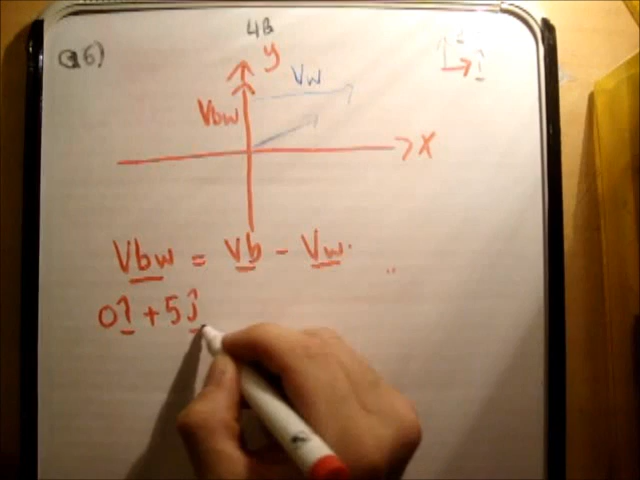 4B
Q6)
y
Vw
Vbw
x
î
Vbw = Vb - Vw.
0î + 5ĵ